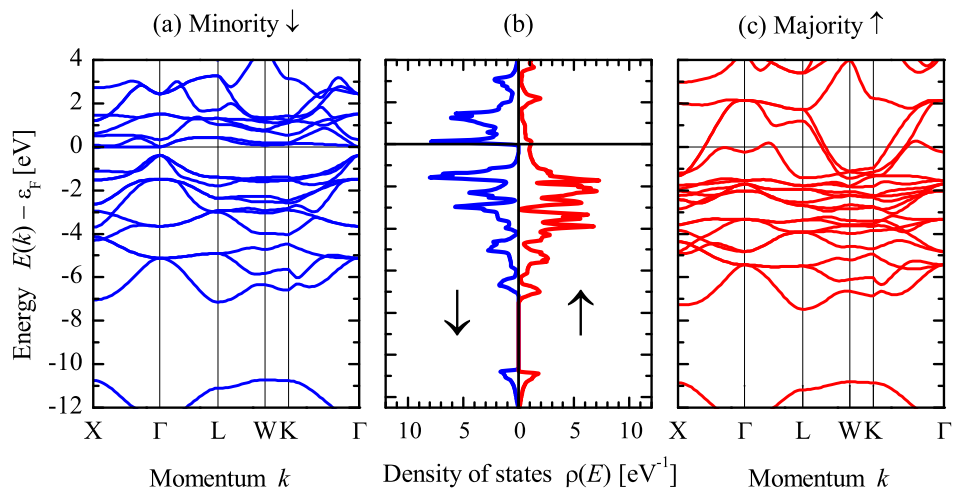 (a) Minority ↓
(b)
(c) Majority ↑
Energy E(k) − εF [eV]
4
2
0
-2
-4
-6
-8
-10
-12
X Γ L W K Γ
10 5 0 5 10
X Γ L W K Γ
Momentum k
Density of states ρ(E) [eV⁻¹]
Momentum k